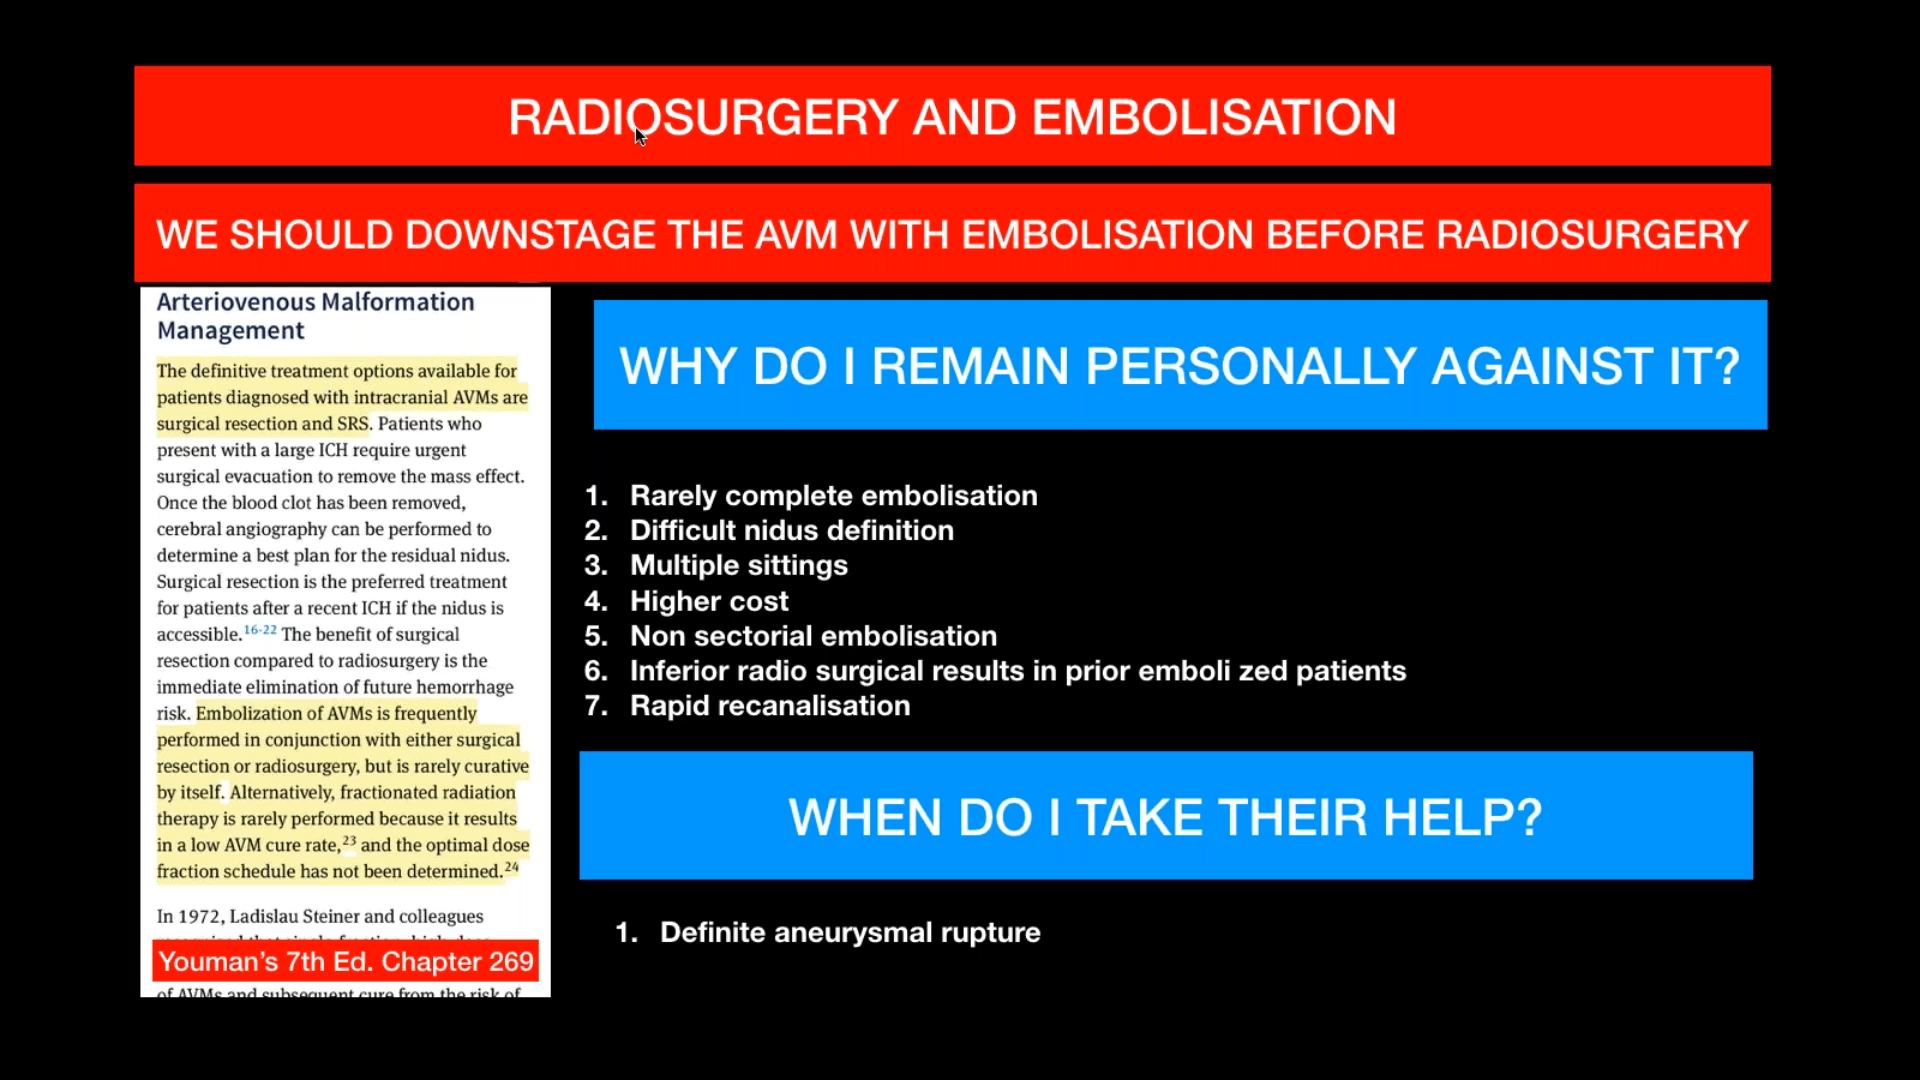 RADIOSURGERY AND EMBOLISATION
WE SHOULD DOWNSTAGE THE AVM WITH EMBOLISATION BEFORE RADIOSURGERY
Arteriovenous Malformation
Management
The definitive treatment options available for
patients diagnosed with intracranial AVMs are
surgical resection and SRS. Patients who
present with a large ICH require urgent
surgical evacuation to remove the mass effect.
Once the blood clot has been removed,
cerebral angiography can be performed to
determine a best plan for the residual nidus.
Surgical resection is the preferred treatment
for patients after a recent ICH if the nidus is
accessible.16-22 The benefit of surgical
resection compared to radiosurgery is the
immediate elimination of future hemorrhage
risk. Embolization of AVMs is frequently
performed in conjunction with either surgical
resection or radiosurgery, but is rarely curative
by itself. Alternatively, fractionated radiation
therapy is rarely performed because it results
in a low AVM cure rate,23 and the optimal dose
fraction schedule has not been determined.24
In 1972, Ladislau Steiner and colleagues
Youman's 7th Ed. Chapter 269
of AVMs and subsequent cure from the risk of
WHY DO I REMAIN PERSONALLY AGAINST IT?
1. Rarely complete embolisation
2. Difficult nidus definition
3. Multiple sittings
4. Higher cost
5. Non sectorial embolisation
6. Inferior radio surgical results in prior emboli zed patients
7. Rapid recanalisation
WHEN DO I TAKE THEIR HELP?
1. Definite aneurysmal rupture